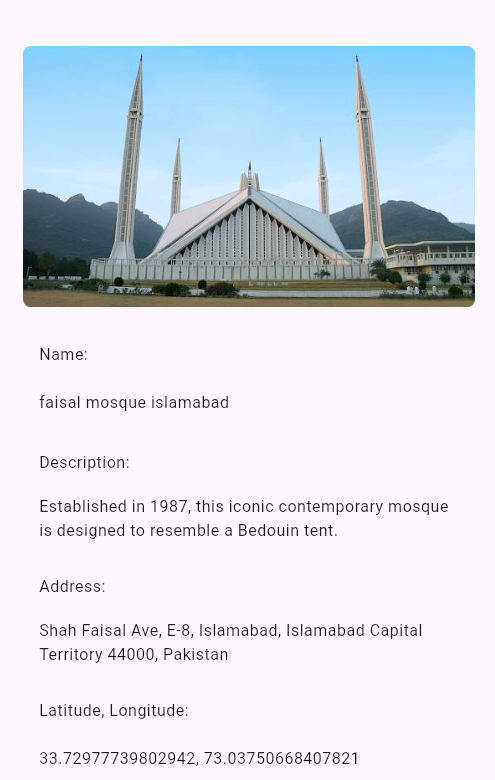 Name:
faisal mosque islamabad
Description:
Established in 1987, this iconic contemporary mosque
is designed to resemble a Bedouin tent.
Address:
Shah Faisal Ave, E-8, Islamabad, Islamabad Capital
Territory 44000, Pakistan
Latitude, Longitude:
33.72977739802942, 73.03750668407821